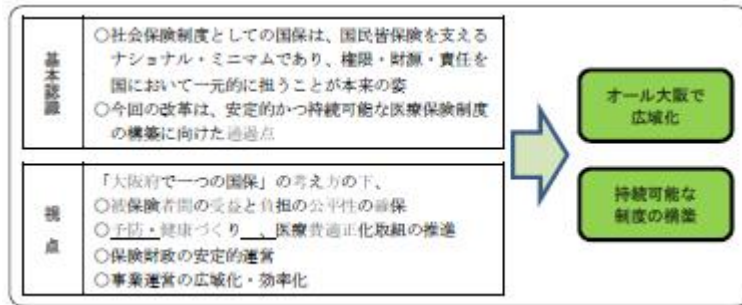 基本認識
○社会保険制度としての国保は、国民皆保険を支える
ナショナル・ミニマムであり、権限・財源・責任を
国において一元的に担うことが本来の姿
○今回の改革は、安定的かつ持続可能な医療保険制度
の構築に向けた通過点
視点
「大阪府で一つの国保」の考え方の下、
○被保険者間の受益と負担の公平性の確保
○予防・健康づくり、医療費適正化取組の推進
○保険財政の安定的運営
○事業運営の広域化・効率化
オール大阪で
広域化
持続可能な
制度の構築